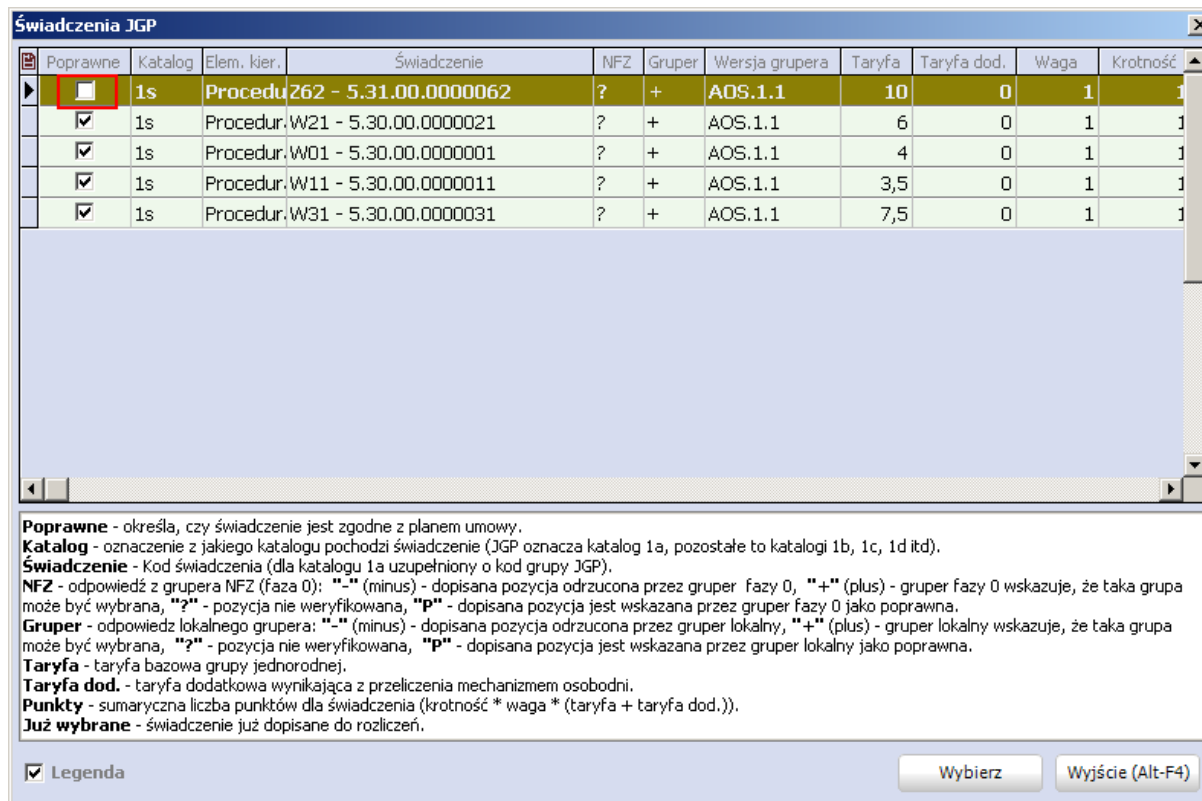 Świadczenia JGP
Poprawne Katalog Elem. kier. Świadczenie NFZ Gruper Wersja grupera Taryfa Taryfa dod. Waga Krotność
1s Procedu Z62 - 5.31.00.0000062 ? + AOS.1.1 10 0 1 1
1s Procedur W21 - 5.30.00.0000021 ? + AOS.1.1 6 0 1 1
1s Procedur W01 - 5.30.00.0000001 ? + AOS.1.1 4 0 1 1
1s Procedur W11 - 5.30.00.0000011 ? + AOS.1.1 3,5 0 1 1
1s Procedur W31 - 5.30.00.0000031 ? + AOS.1.1 7,5 0 1 1
Poprawne - określa, czy świadczenie jest zgodne z planem umowy.
Katalog - oznaczenie z jakiego katalogu pochodzi świadczenie (JGP oznacza katalog 1a, pozostałe to katalogi 1b, 1c, 1d itd).
Świadczenie - Kod świadczenia (dla katalogu 1a uzupełniony o kod grupy JGP).
NFZ - odpowiedź z grupera NFZ (faza 0): "-" (minus) - dopisana pozycja odrzucona przez gruper fazy 0, "+" (plus) - gruper fazy 0 wskazuje, że taka grupa
może być wybrana, "?" - pozycja nie weryfikowana, "P" - dopisana pozycja jest wskazana przez gruper fazy 0 jako poprawna.
Gruper - odpowiedz lokalnego grupera: "-" (minus) - dopisana pozycja odrzucona przez gruper lokalny, "+" (plus) - gruper lokalny wskazuje, że taka grupa
może być wybrana, "?" - pozycja nie weryfikowana, "P" - dopisana pozycja jest wskazana przez gruper lokalny jako poprawna.
Taryfa - taryfa bazowa grupy jednorodnej.
Taryfa dod. - taryfa dodatkowa wynikająca z przeliczenia mechanizmem osobodni.
Punkty - sumaryczna liczba punktów dla świadczenia (krotność * waga * (taryfa + taryfa dod.)).
Już wybrane - świadczenie już dopisane do rozliczeń.
Legenda
Wybierz
Wyjście (Alt-F4)